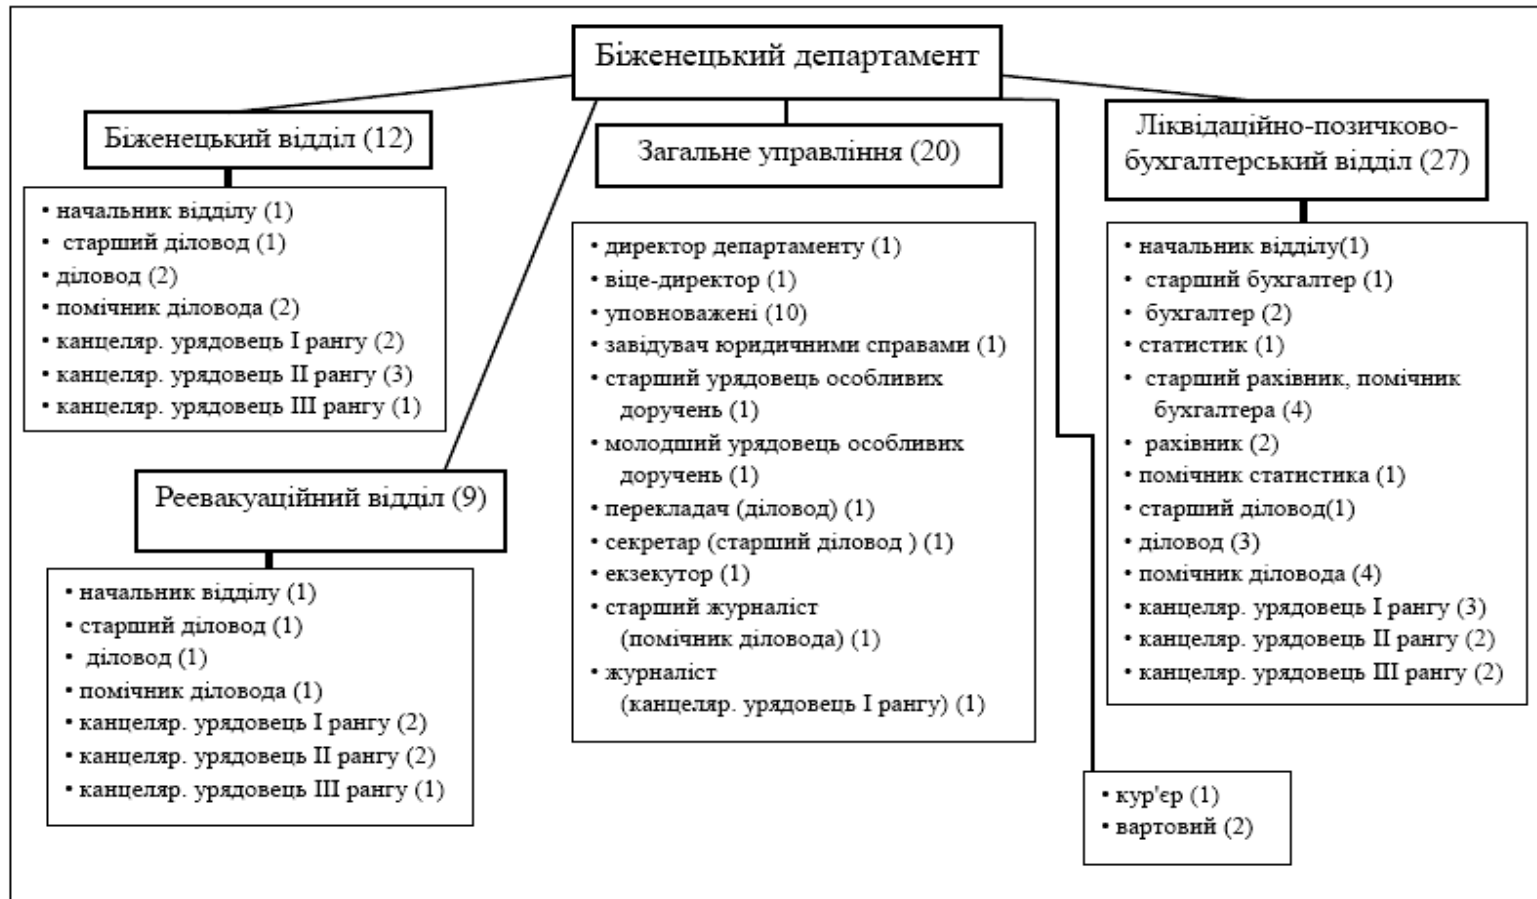 Біженецький департамент
Біженецький відділ (12)
• начальник відділу (1)
• старший діловод (1)
• діловод (2)
• помічник діловода (2)
• канцеляр. урядовець I рангу (2)
• канцеляр. урядовець II рангу (3)
• канцеляр. урядовець III рангу (1)
Реевакуаційний відділ (9)
• начальник відділу (1)
• старший діловод (1)
• діловод (1)
• помічник діловода (1)
• канцеляр. урядовець I рангу (2)
• канцеляр. урядовець II рангу (2)
• канцеляр. урядовець III рангу (1)
Загальне управління (20)
• директор департаменту (1)
• віце-директор (1)
• уповноважені (10)
• завідувач юридичними справами (1)
• старший урядовець особливих
доручень (1)
• молодший урядовець особливих
доручень (1)
• перекладач (діловод) (1)
• секретар (старший діловод ) (1)
• екзекутор (1)
• старший журналіст
(помічник діловода) (1)
• журналіст
(канцеляр. урядовець I рангу) (1)
Ліквідаційно-позичково-
бухгалтерський відділ (27)
• начальник відділу(1)
• старший бухгалтер (1)
• бухгалтер (2)
• статистик (1)
• старший рахівник, помічник
бухгалтера (4)
• рахівник (2)
• помічник статистика (1)
• старший діловод(1)
• діловод (3)
• помічник діловода (4)
• канцеляр. урядовець I рангу (3)
• канцеляр. урядовець II рангу (2)
• канцеляр. урядовець III рангу (2)
• кур'єр (1)
• вартовий (2)